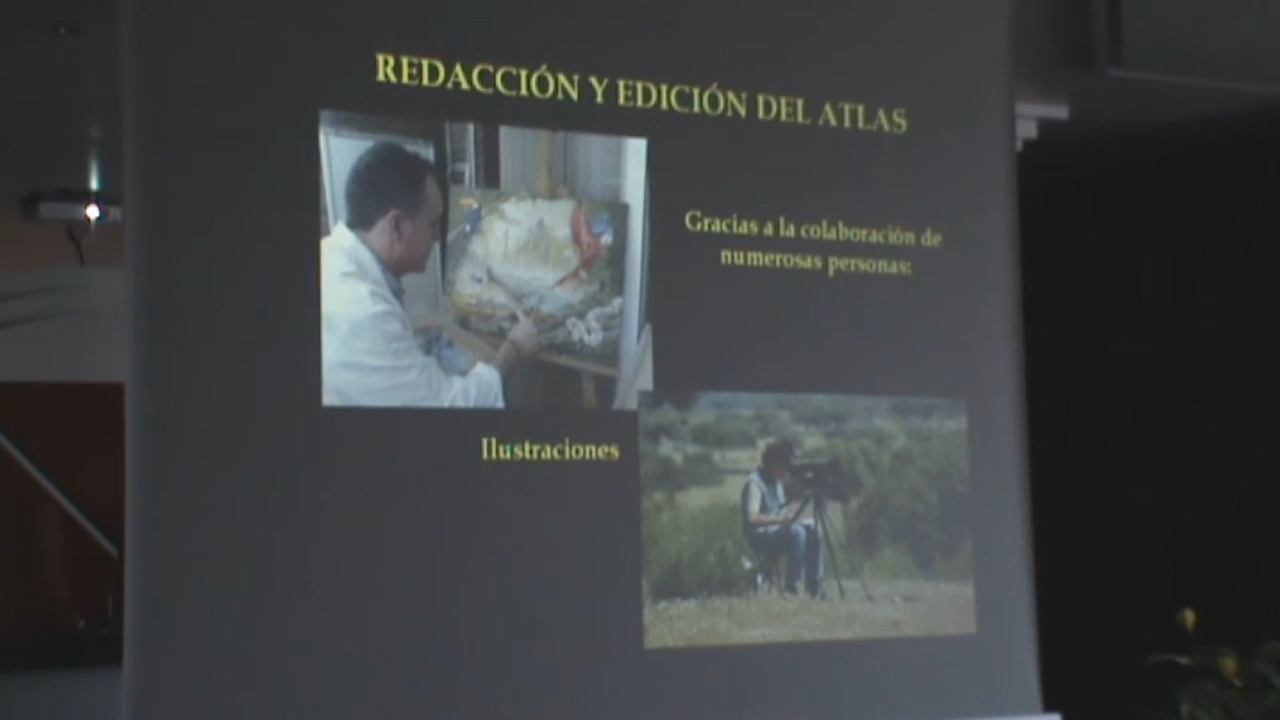 REDACCIÓN Y EDICIÓN DEL ATLAS
Gracias a la colaboración de
numerosas personas:
Ilustraciones